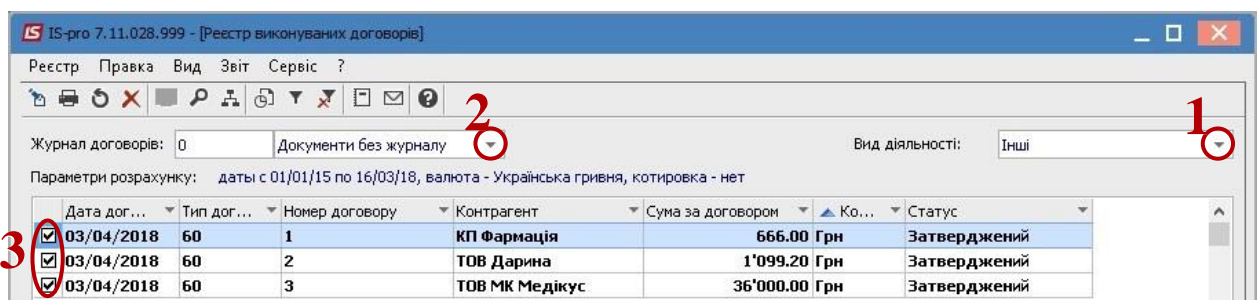 IS-pro 7.11.028.999 - [Реєстр виконуваних договорів]
Реєстр Правка Вид Звіт Сервіс ?
2 1
Журнал договорів: 0 Документи без журналу Вид діяльності: Інші
Параметри розрахунку: даты с 01/01/15 по 16/03/18, валюта - Українська гривня, котировка - нет
Дата дог... Тип дог... Номер договору Контрагент Сума за договором Ко... Статус
03/04/2018 60 1 КП Фармація 666.00 Грн Затверджений
3 03/04/2018 60 2 ТОВ Дарина 1'099.20 Грн Затверджений
03/04/2018 60 3 ТОВ МК Медікус 36'000.00 Грн Затверджений